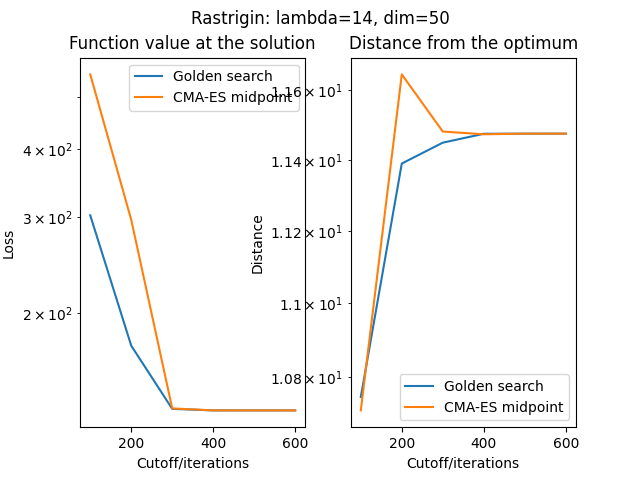 Rastrigin: lambda=14, dim=50
Function value at the solution
Golden search
CMA-ES midpoint
4 × 10²
3 × 10²
2 × 10²
Loss
200 400 600
Cutoff/iterations
Distance from the optimum
1.16 × 10¹
1.14 × 10¹
1.12 × 10¹
1.1 × 10¹
1.08 × 10¹
Distance
Golden search
CMA-ES midpoint
200 400 600
Cutoff/iterations